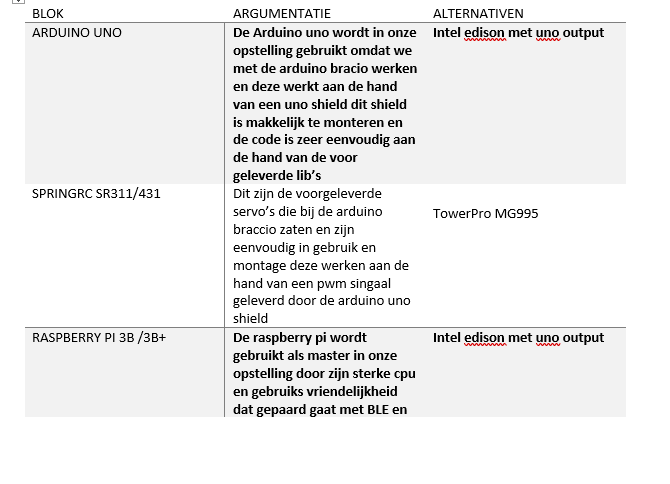 BLOK ARGUMENTATIE ALTERNATIVEN
ARDUINO UNO De Arduino uno wordt in onze Intel edison met uno output
opstelling gebruikt omdat we
met de arduino bracio werken
en deze werkt aan de hand
van een uno shield dit shield
is makkelijk te monteren en
de code is zeer eenvoudig aan
de hand van de voor
geleverde lib's
SPRINGRC SR311/431 Dit zijn de voorgeleverde
servo's die bij de arduino TowerPro MG995
braccio zaten en zijn
eenvoudig in gebruik en
montage deze werken aan de
hand van een pwm singaal
geleverd door de arduino uno
shield
RASPBERRY PI 3B /3B+ De raspberry pi wordt Intel edison met uno output
gebruikt als master in onze
opstelling door zijn sterke cpu
en gebruiks vriendelijkheid
dat gepaard gaat met BLE en